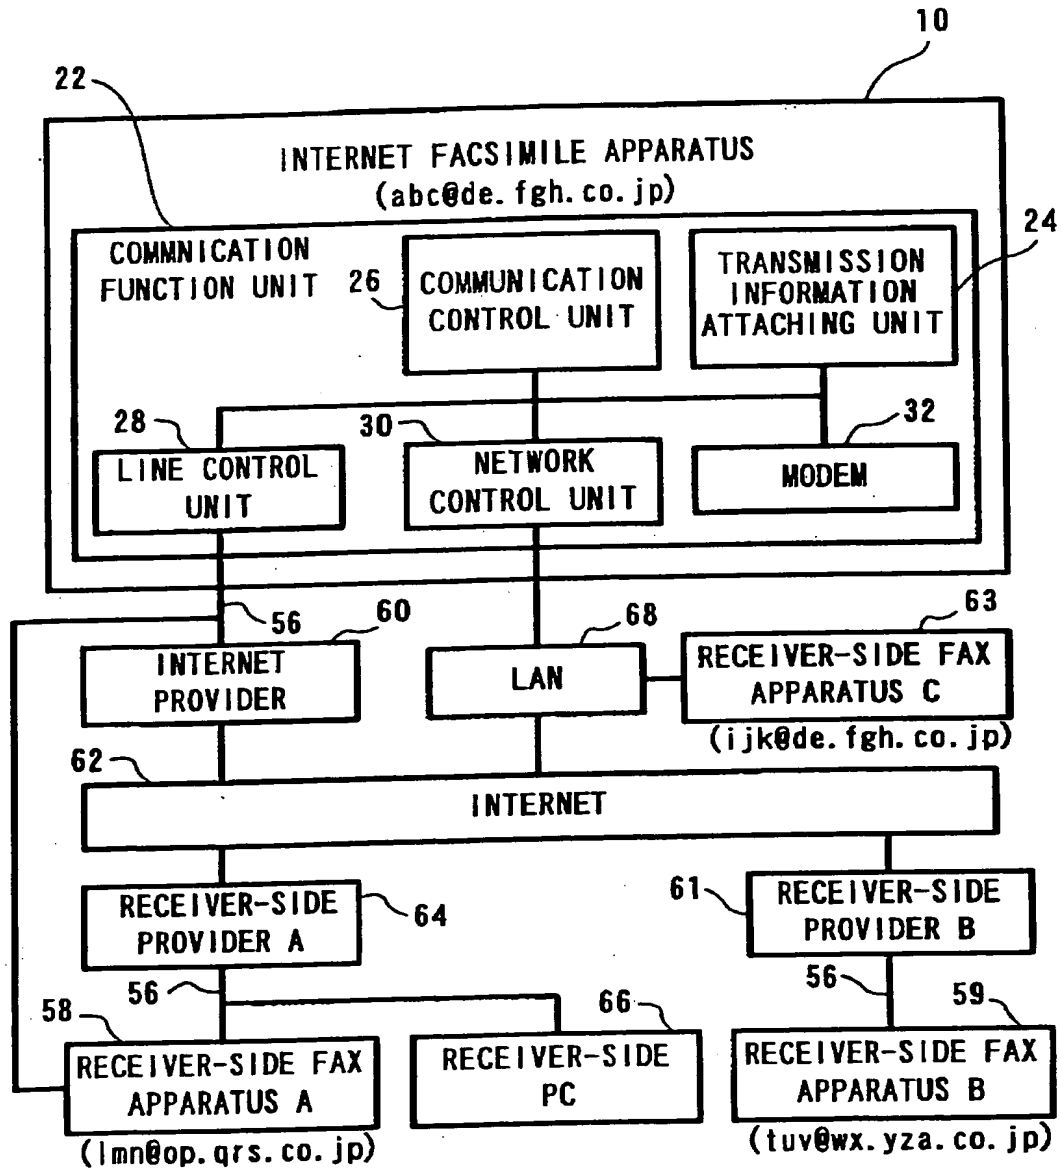 10
22
INTERNET FACSIMILE APPARATUS
(abc@de.fgh.co.jp)
24
COMMNICATION
FUNCTION UNIT
26
COMMUNICATION
CONTROL UNIT
TRANSMISSION
INFORMATION
ATTACHING UNIT
28
30
32
LINE CONTROL
UNIT
NETWORK
CONTROL UNIT
MODEM
56
60
68
63
INTERNET
PROVIDER
LAN
RECEIVER-SIDE FAX
APPARATUS C
(ijk@de.fgh.co.jp)
62
INTERNET
RECEIVER-SIDE
PROVIDER A
64
61
RECEIVER-SIDE
PROVIDER B
56
56
58
66
59
RECEIVER-SIDE FAX
APPARATUS A
(lmn@op.qrs.co.jp)
RECEIVER-SIDE
PC
RECEIVER-SIDE FAX
APPARATUS B
(tuv@wx.yza.co.jp)